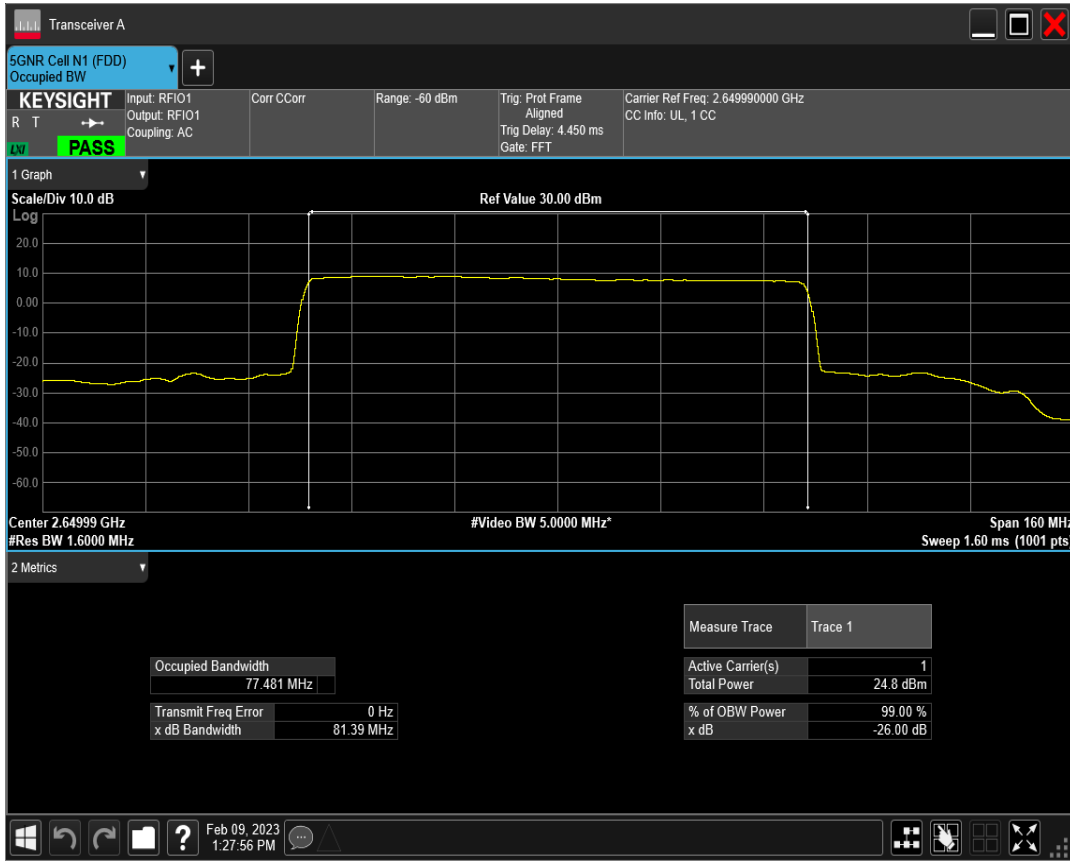 Transceiver A
5GNR Cell N1 (FDD)
Occupied BW
+
KEYSIGHT
R T
LXI
PASS
Input: RFIO1
Output: RFIO1
Coupling: AC
Corr CCorr
Range: -60 dBm
Trig: Prot Frame
Aligned
Trig Delay: 4.450 ms
Gate: FFT
Carrier Ref Freq: 2.649990000 GHz
CC Info: UL, 1 CC
1 Graph
Scale/Div 10.0 dB
Ref Value 30.00 dBm
Log
20.0
10.0
0.00
-10.0
-20.0
-30.0
-40.0
-50.0
-60.0
Center 2.64999 GHz
#Video BW 5.0000 MHz*
Span 160 MHz
#Res BW 1.6000 MHz
Sweep 1.60 ms (1001 pts)
2 Metrics
Measure Trace Trace 1
Occupied Bandwidth
77.481 MHz
Active Carrier(s) 1
Total Power 24.8 dBm
Transmit Freq Error 0 Hz
x dB Bandwidth 81.39 MHz
% of OBW Power 99.00 %
x dB -26.00 dB
?
Feb 09, 2023
1:27:56 PM